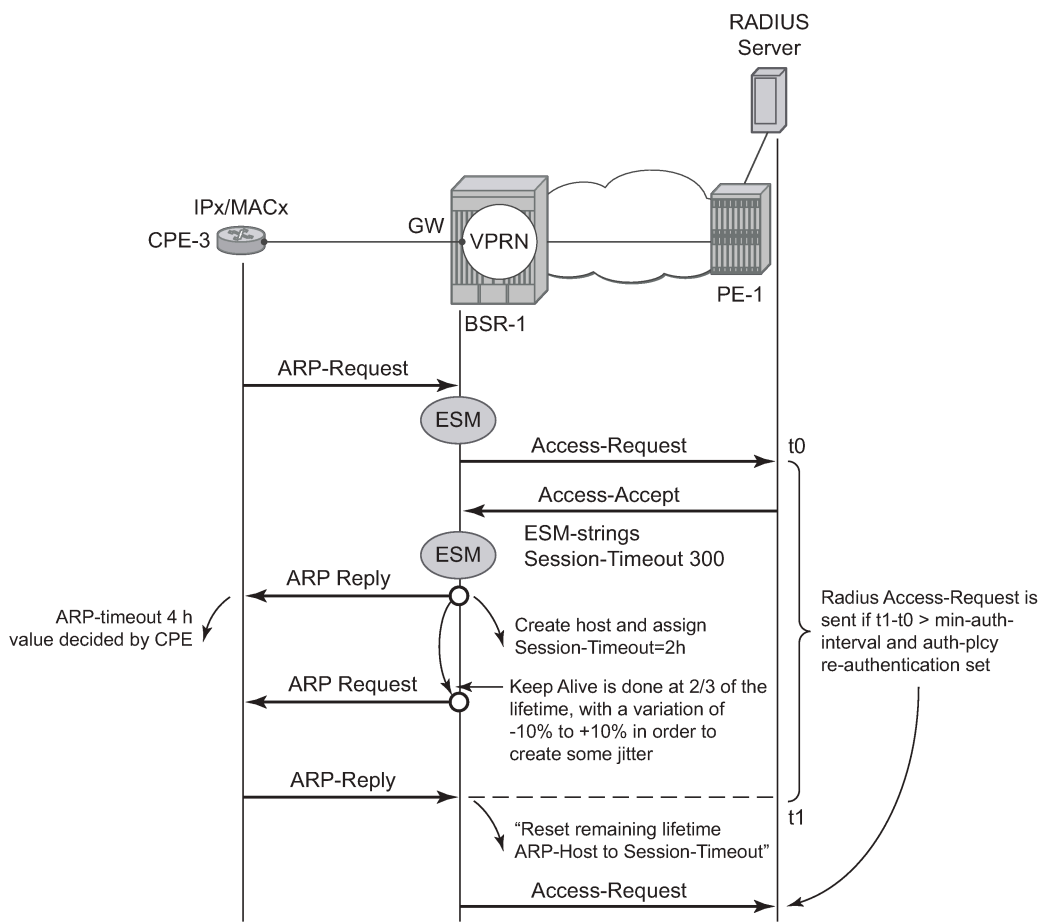 RADIUS
Server
IPx/MACx
CPE-3
GW
VPRN
PE-1
BSR-1
ARP-Request
ESM
Access-Request
t0
Access-Accept
ESM-strings
Session-Timeout 300
ESM
ARP Reply
ARP-timeout 4 h
value decided by CPE
Create host and assign
Session-Timeout=2h
Radius Access-Request is
sent if t1-t0 > min-auth-
interval and auth-plcy
re-authentication set
ARP Request
Keep Alive is done at 2/3 of the
lifetime, with a variation of
-10% to +10% in order to
create some jitter
ARP-Reply
t1
“Reset remaining lifetime
ARP-Host to Session-Timeout”
Access-Request